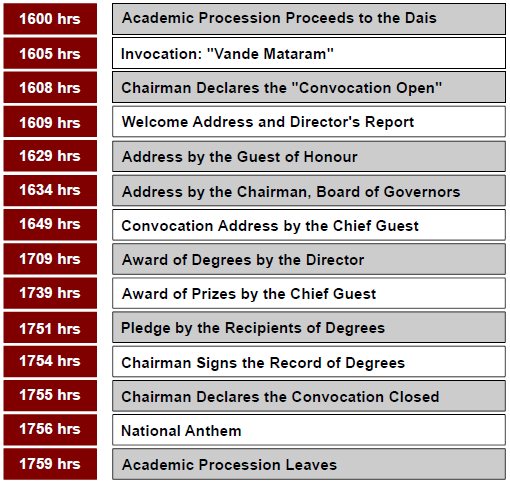 1600 hrs Academic Procession Proceeds to the Dais
1605 hrs Invocation: "Vande Mataram"
1608 hrs Chairman Declares the "Convocation Open"
1609 hrs Welcome Address and Director's Report
1629 hrs Address by the Guest of Honour
1634 hrs Address by the Chairman, Board of Governors
1649 hrs Convocation Address by the Chief Guest
1709 hrs Award of Degrees by the Director
1739 hrs Award of Prizes by the Chief Guest
1751 hrs Pledge by the Recipients of Degrees
1754 hrs Chairman Signs the Record of Degrees
1755 hrs Chairman Declares the Convocation Closed
1756 hrs National Anthem
1759 hrs Academic Procession Leaves